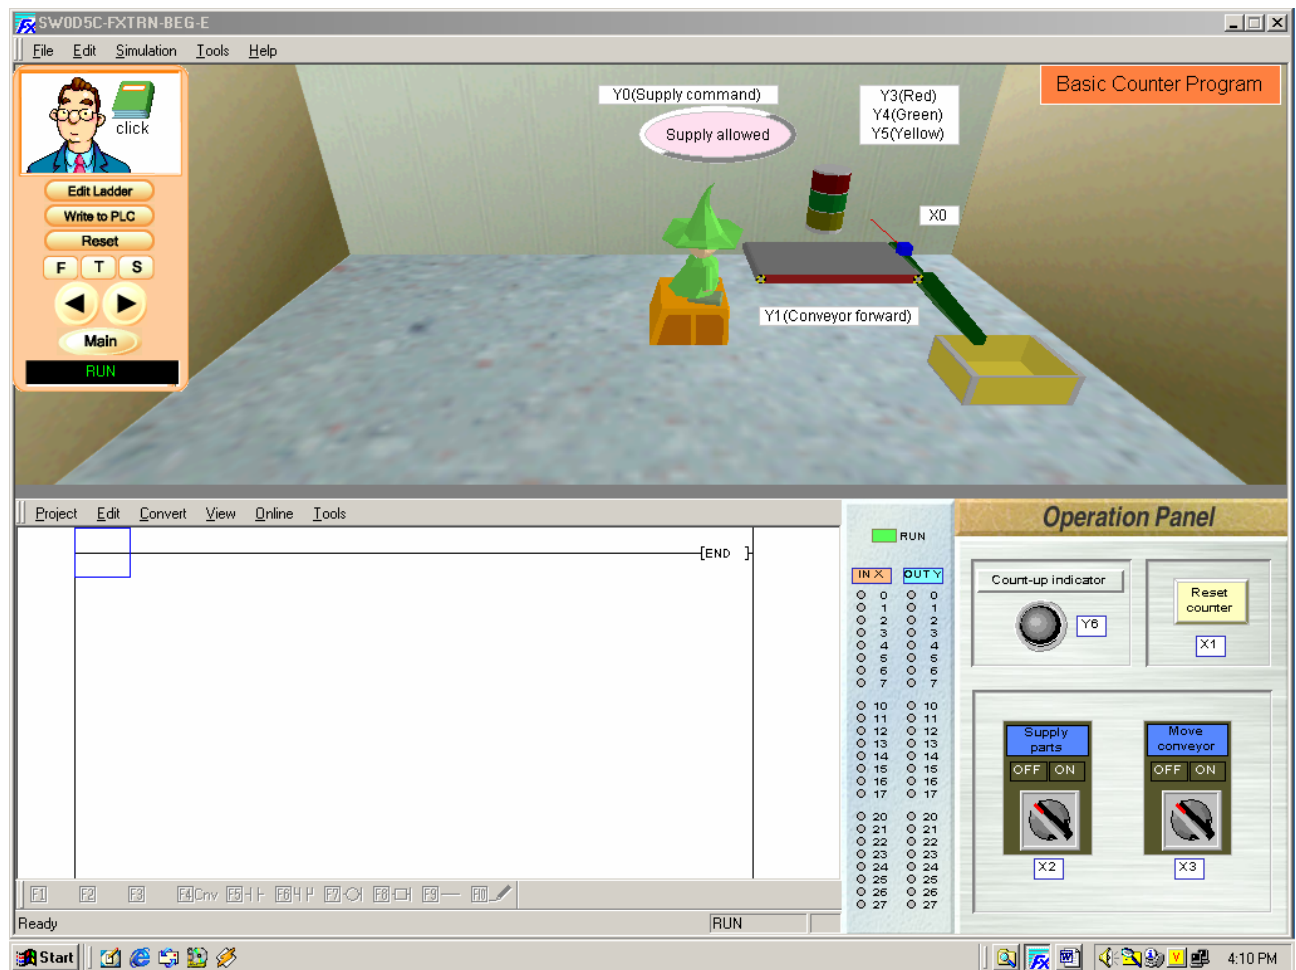 SW0D5C-FXTRN-BEG-E
File Edit Simulation Tools Help
click
Edit Ladder
Write to PLC
Reset
F T S
Main
RUN
Basic Counter Program
Y0(Supply command)
Supply allowed
Y3(Red)
Y4(Green)
Y5(Yellow)
X0
Y1(Conveyor forward)
Project Edit Convert View Online Tools
[END ]
F1 F2 F3 F4Cnv F5 F6 F7 F8 F9 F10
Ready
RUN
RUN
IN X OUT Y
0 0
1 1
2 2
3 3
4 4
5 5
6 6
7 7
10 10
11 11
12 12
13 13
14 14
15 15
16 16
17 17
20 20
21 21
22 22
23 23
24 24
25 25
26 26
27 27
Operation Panel
Count-up indicator
Y6
Reset
counter
X1
Supply
parts
OFF ON
X2
Move
conveyor
OFF ON
X3
Start
4:10 PM